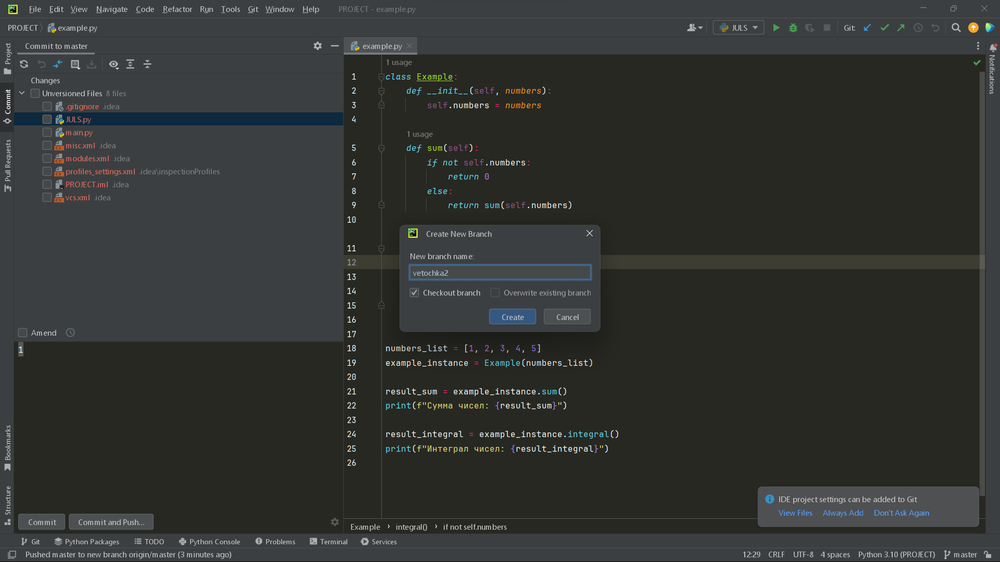 File Edit View Navigate Code Refactor Run Tools Git Window Help PROJECT - example.py
PROJECT example.py JULS Git:
Commit to master
example.py
Project
Commit
Pull Requests
Bookmarks
Structure
Notifications
Changes
Unversioned Files 8 files
.gitignore .idea
JULS.py
main.py
misc.xml .idea
modules.xml .idea
profiles_settings.xml .idea\inspectionProfiles
PROJECT.iml .idea
vcs.xml .idea
Amend
1
Commit Commit and Push...
1 usage
1 class Example:
2 def __init__(self, numbers):
3 self.numbers = numbers
4
1 usage
5 def sum(self):
6 if not self.numbers:
7 return 0
8 else:
9 return sum(self.numbers)
10
11
12
13
14
15
16
17
18 numbers_list = [1, 2, 3, 4, 5]
19 example_instance = Example(numbers_list)
20
21 result_sum = example_instance.sum()
22 print(f"Сумма чисел: {result_sum}")
23
24 result_integral = example_instance.integral()
25 print(f"Интеграл чисел: {result_integral}")
26
Create New Branch
New branch name:
vetochka2
Checkout branch Overwrite existing branch
Create Cancel
IDE project settings can be added to Git
View Files Always Add Don't Ask Again
Example › integral() › if not self.numbers
Git Python Packages TODO Python Console Problems Terminal Services
Pushed master to new branch origin/master (3 minutes ago) 12:29 CRLF UTF-8 4 spaces Python 3.10 (PROJECT) master